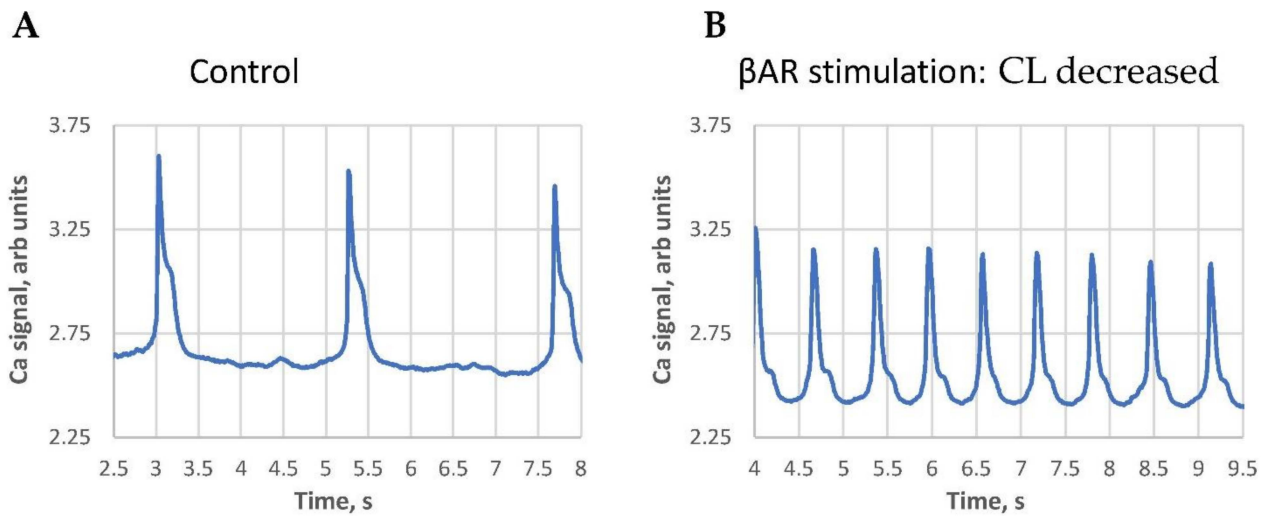 A
Control
3.75
3.25
2.75
2.25
Ca signal, arb units
2.5 3 3.5 4 4.5 5 5.5 6 6.5 7 7.5 8
Time, s
B
βAR stimulation: CL decreased
3.75
3.25
2.75
2.25
Ca signal, arb units
4 4.5 5 5.5 6 6.5 7 7.5 8 8.5 9 9.5
Time, s